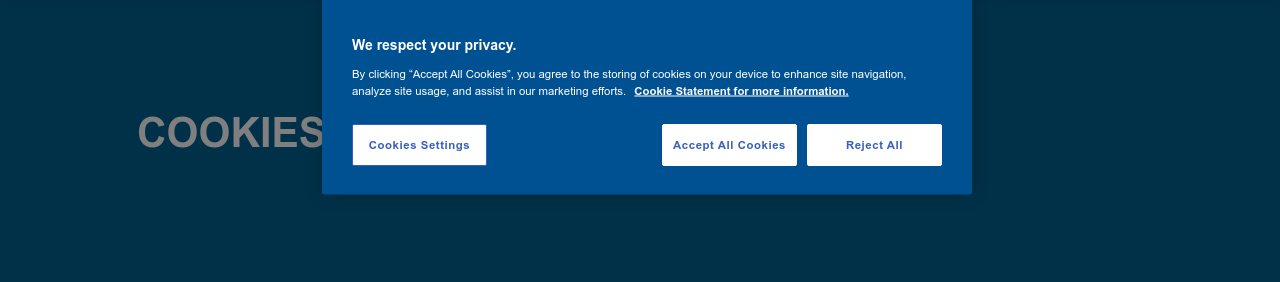 We respect your privacy.
By clicking “Accept All Cookies”, you agree to the storing of cookies on your device to enhance site navigation,
analyze site usage, and assist in our marketing efforts. Cookie Statement for more information.
COOKIES
Cookies Settings
Accept All Cookies
Reject All